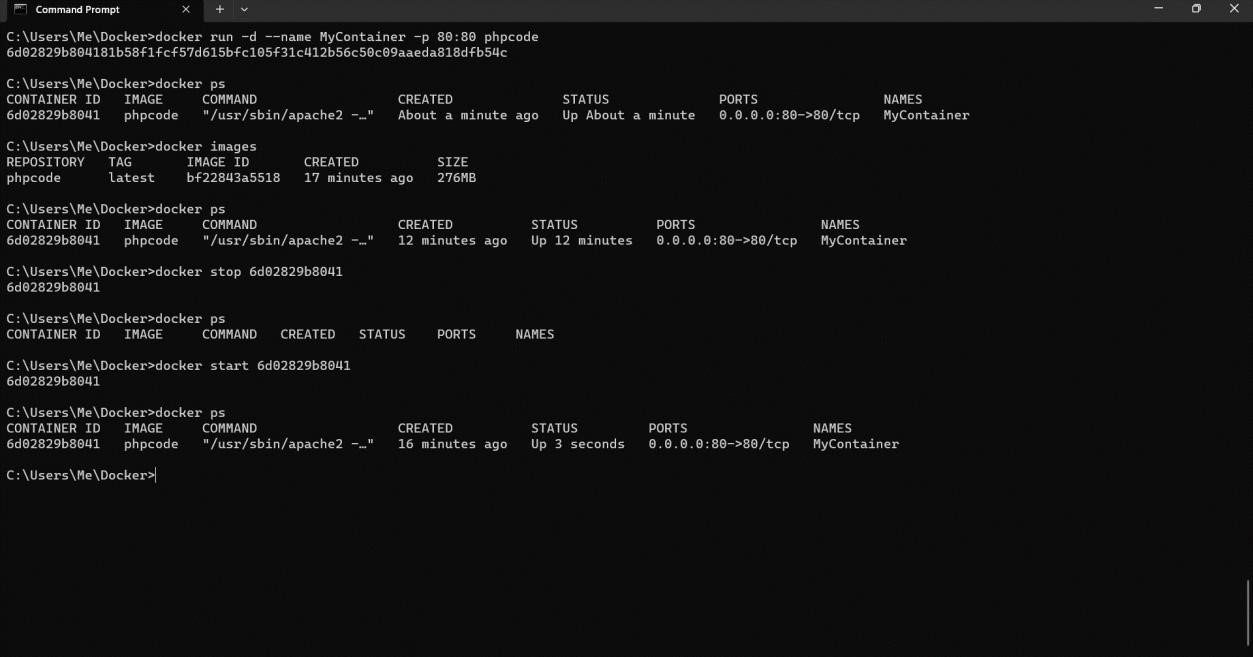 Command Prompt
C:\Users\Me\Docker>docker run -d --name MyContainer -p 80:80 phpcode
6d02829b804181b58f1fcf57d615bfc105f31c412b56c50c09aaeda818dfb54c
C:\Users\Me\Docker>docker ps
CONTAINER ID   IMAGE     COMMAND                  CREATED              STATUS              PORTS                NAMES
6d02829b8041   phpcode   "/usr/sbin/apache2 -…"   About a minute ago   Up About a minute   0.0.0.0:80->80/tcp   MyContainer
C:\Users\Me\Docker>docker images
REPOSITORY   TAG       IMAGE ID       CREATED          SIZE
phpcode      latest    bf22843a5518   17 minutes ago   276MB
C:\Users\Me\Docker>docker ps
CONTAINER ID   IMAGE     COMMAND                  CREATED          STATUS          PORTS                NAMES
6d02829b8041   phpcode   "/usr/sbin/apache2 -…"   12 minutes ago   Up 12 minutes   0.0.0.0:80->80/tcp   MyContainer
C:\Users\Me\Docker>docker stop 6d02829b8041
6d02829b8041
C:\Users\Me\Docker>docker ps
CONTAINER ID   IMAGE     COMMAND   CREATED   STATUS    PORTS     NAMES
C:\Users\Me\Docker>docker start 6d02829b8041
6d02829b8041
C:\Users\Me\Docker>docker ps
CONTAINER ID   IMAGE     COMMAND                  CREATED          STATUS         PORTS                NAMES
6d02829b8041   phpcode   "/usr/sbin/apache2 -…"   16 minutes ago   Up 3 seconds   0.0.0.0:80->80/tcp   MyContainer
C:\Users\Me\Docker>